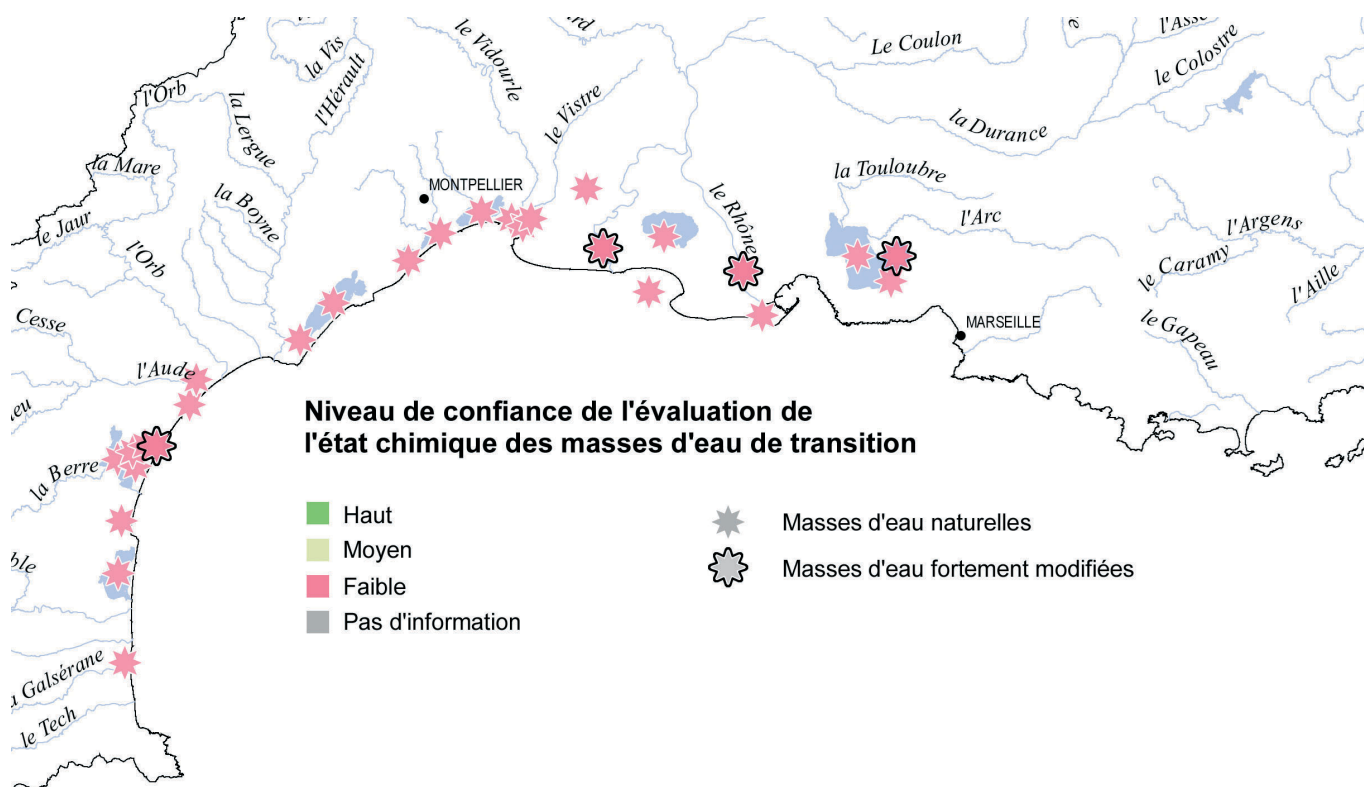 la Vis
l'Hérault
le Vidourle
le Vistre
Le Coulon
l'Asse
le Colostre
l'Orb
la Lergue
la Mare
la Boyne
le Jaur
l'Orb
MONTPELLIER
la Durance
la Touloubre
le Rhône
l'Arc
l'Argens
le Caramy
l'Aille
Cesse
l'Aude
MARSEILLE
le Gapeau
la Berre
Niveau de confiance de l'évaluation de
l'état chimique des masses d'eau de transition
Haut
Moyen
Faible
Pas d'information
Masses d'eau naturelles
Masses d'eau fortement modifiées
Galsérane
le Tech